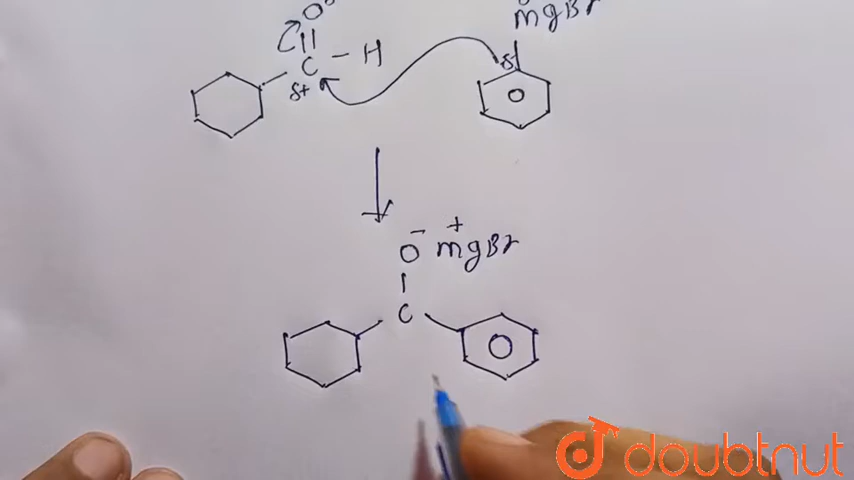 O
mgBr
C - H
δ+
δ-
O⁻ ⁺mgBr
C
doubtnut